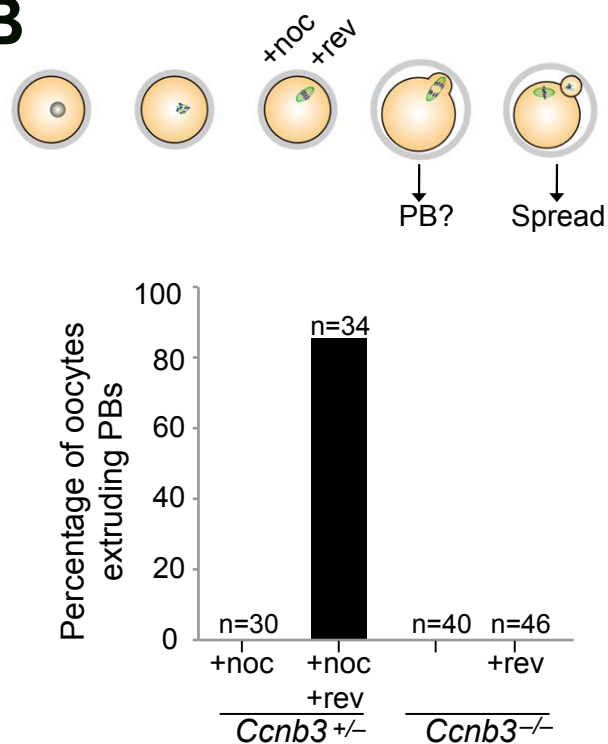 B
+noc +rev
PB? Spread
Percentage of oocytes
extruding PBs
100
80
60
40
20
0
n=30 n=34 n=40 n=46
+noc +noc +rev
+rev
Ccnb3+/– Ccnb3–/–